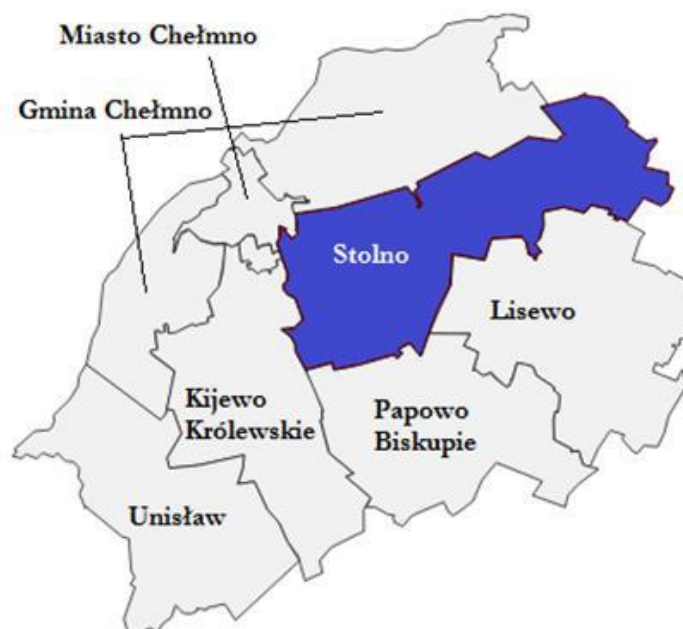 Miasto Chełmno
Gmina Chełmno
Stolno
Lisewo
Kijewo
Królewskie
Papowo
Biskupie
Unisław